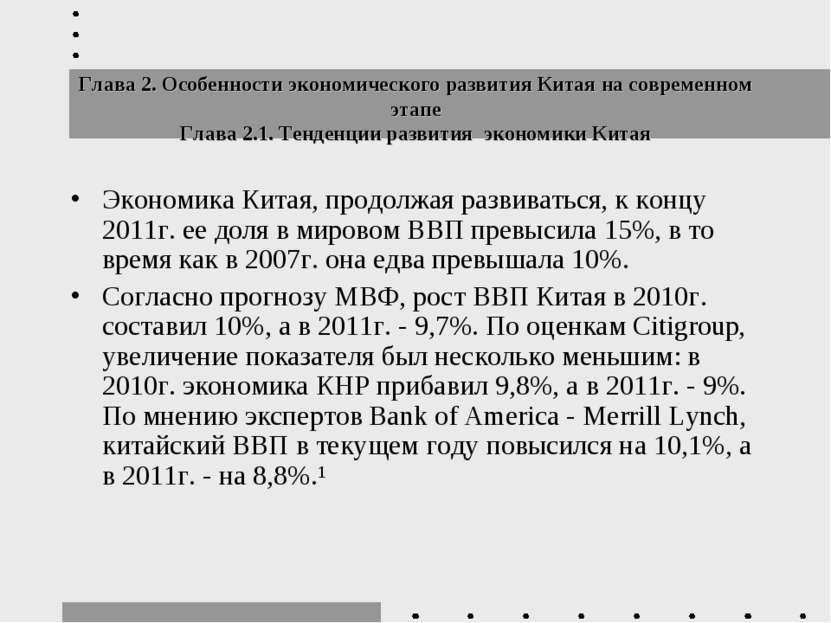 Глава 2. Особенности экономического развития Китая на современном
этапе
Глава 2.1. Тенденции развития  экономики Китая
• Экономика Китая, продолжая развиваться, к концу
2011г. ее доля в мировом ВВП превысила 15%, в то
время как в 2007г. она едва превышала 10%.
• Согласно прогнозу МВФ, рост ВВП Китая в 2010г.
составил 10%, а в 2011г. - 9,7%. По оценкам Citigroup,
увеличение показателя был несколько меньшим: в
2010г. экономика КНР прибавил 9,8%, а в 2011г. - 9%.
По мнению экспертов Bank of America - Merrill Lynch,
китайский ВВП в текущем году повысился на 10,1%, а
в 2011г. - на 8,8%.¹